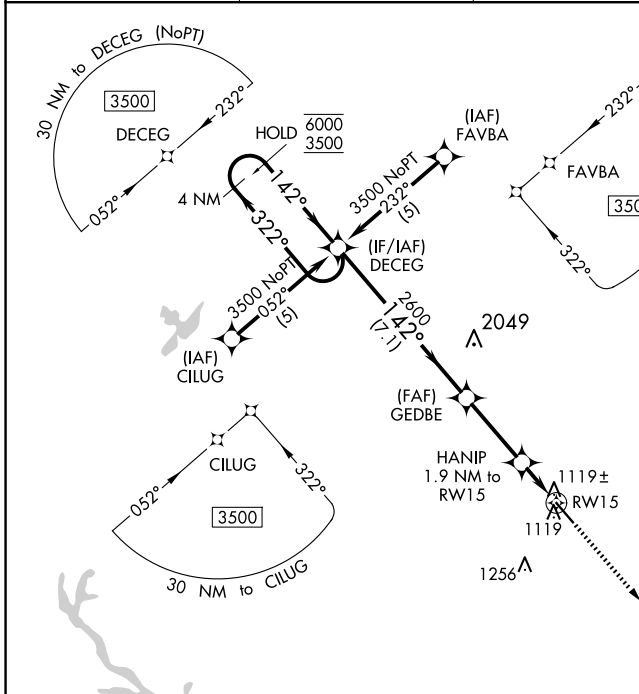 30 NM to DECEG (NoPT)
3500
DECEG
232°
052°
HOLD
6000
3500
4 NM
142°
322°
(IAF)
FAVBA
3500 NoPT
232°
(5)
232°
FAVBA
350
322°
(IF/IAF)
DECEG
3500 NoPT
052°
(5)
(IAF)
CILUG
2600
142°
(7.1)
2049
(FAF)
GEDBE
HANIP
1.9 NM to
RW15
1119±
RW15
1119
1256
CILUG
052°
322°
3500
30 NM to CILUG